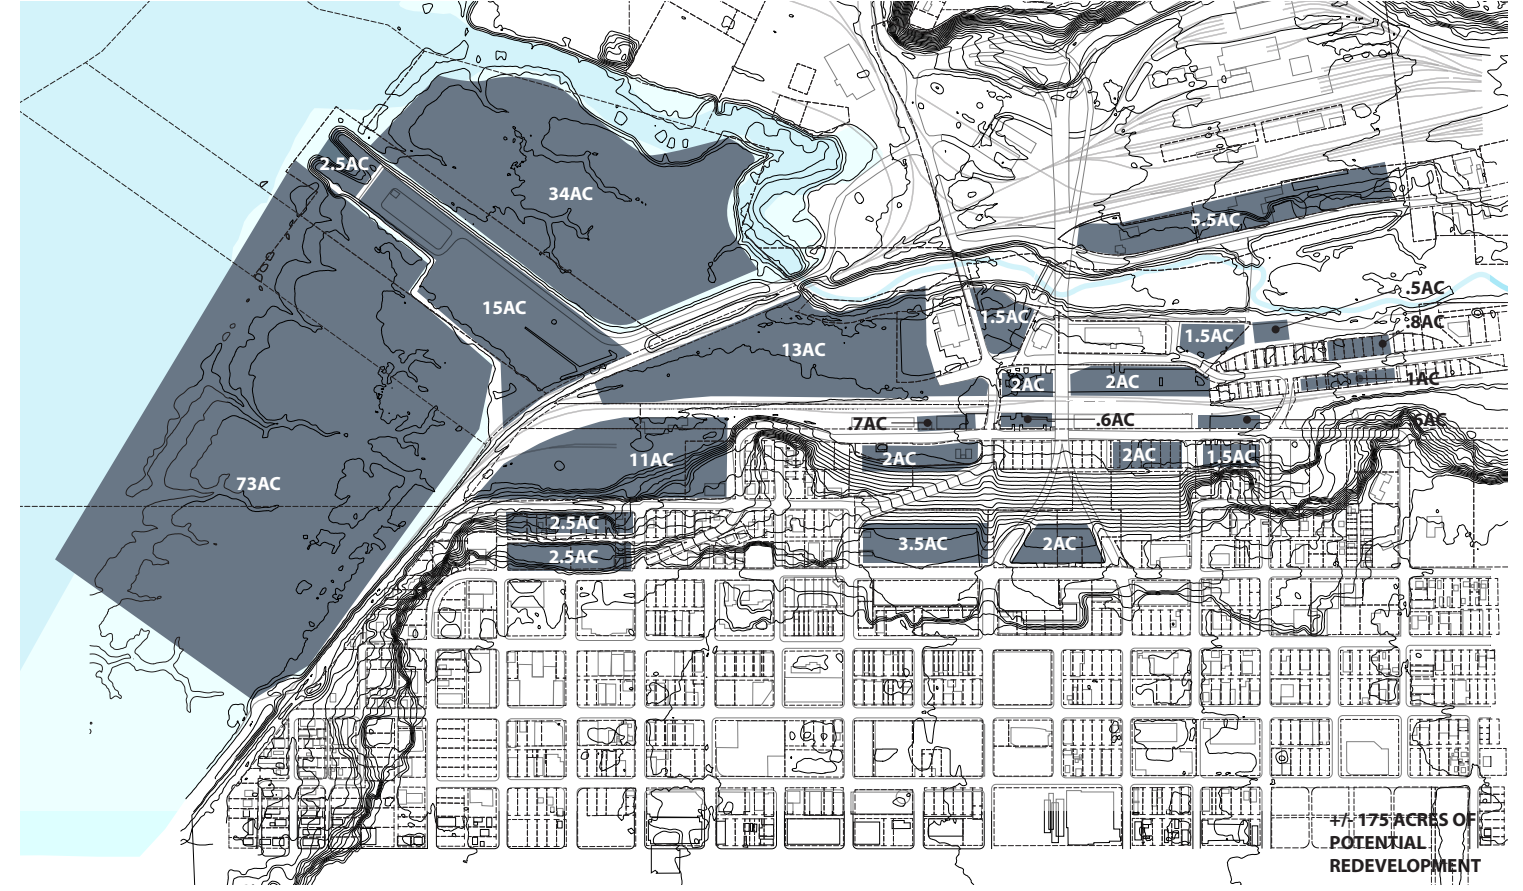 2.5AC
34AC
5.5AC
.5AC
15AC
1.5AC
.8AC
1.5AC
13AC
2AC
2AC
1AC
.7AC
.6AC
.6AC
11AC
2AC
2AC
1.5AC
73AC
2.5AC
3.5AC
2AC
2.5AC
+/- 175 ACRES OF
POTENTIAL
REDEVELOPMENT